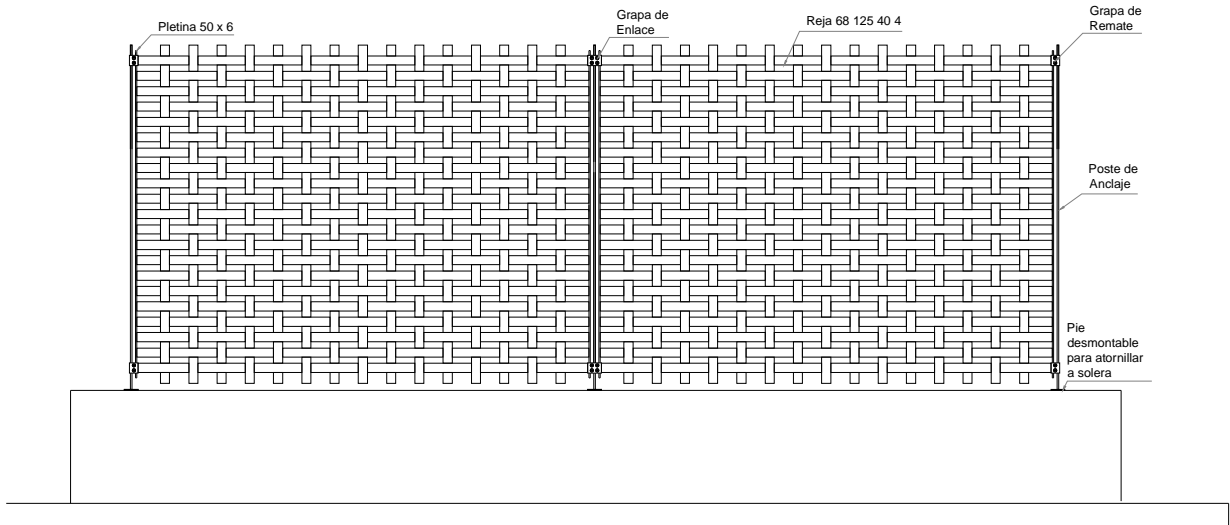 Pletina 50 x 6
Grapa de
Enlace
Reja 68 125 40 4
Grapa de
Remate
Poste de
Anclaje
Pie
desmontable
para atornillar
a solera